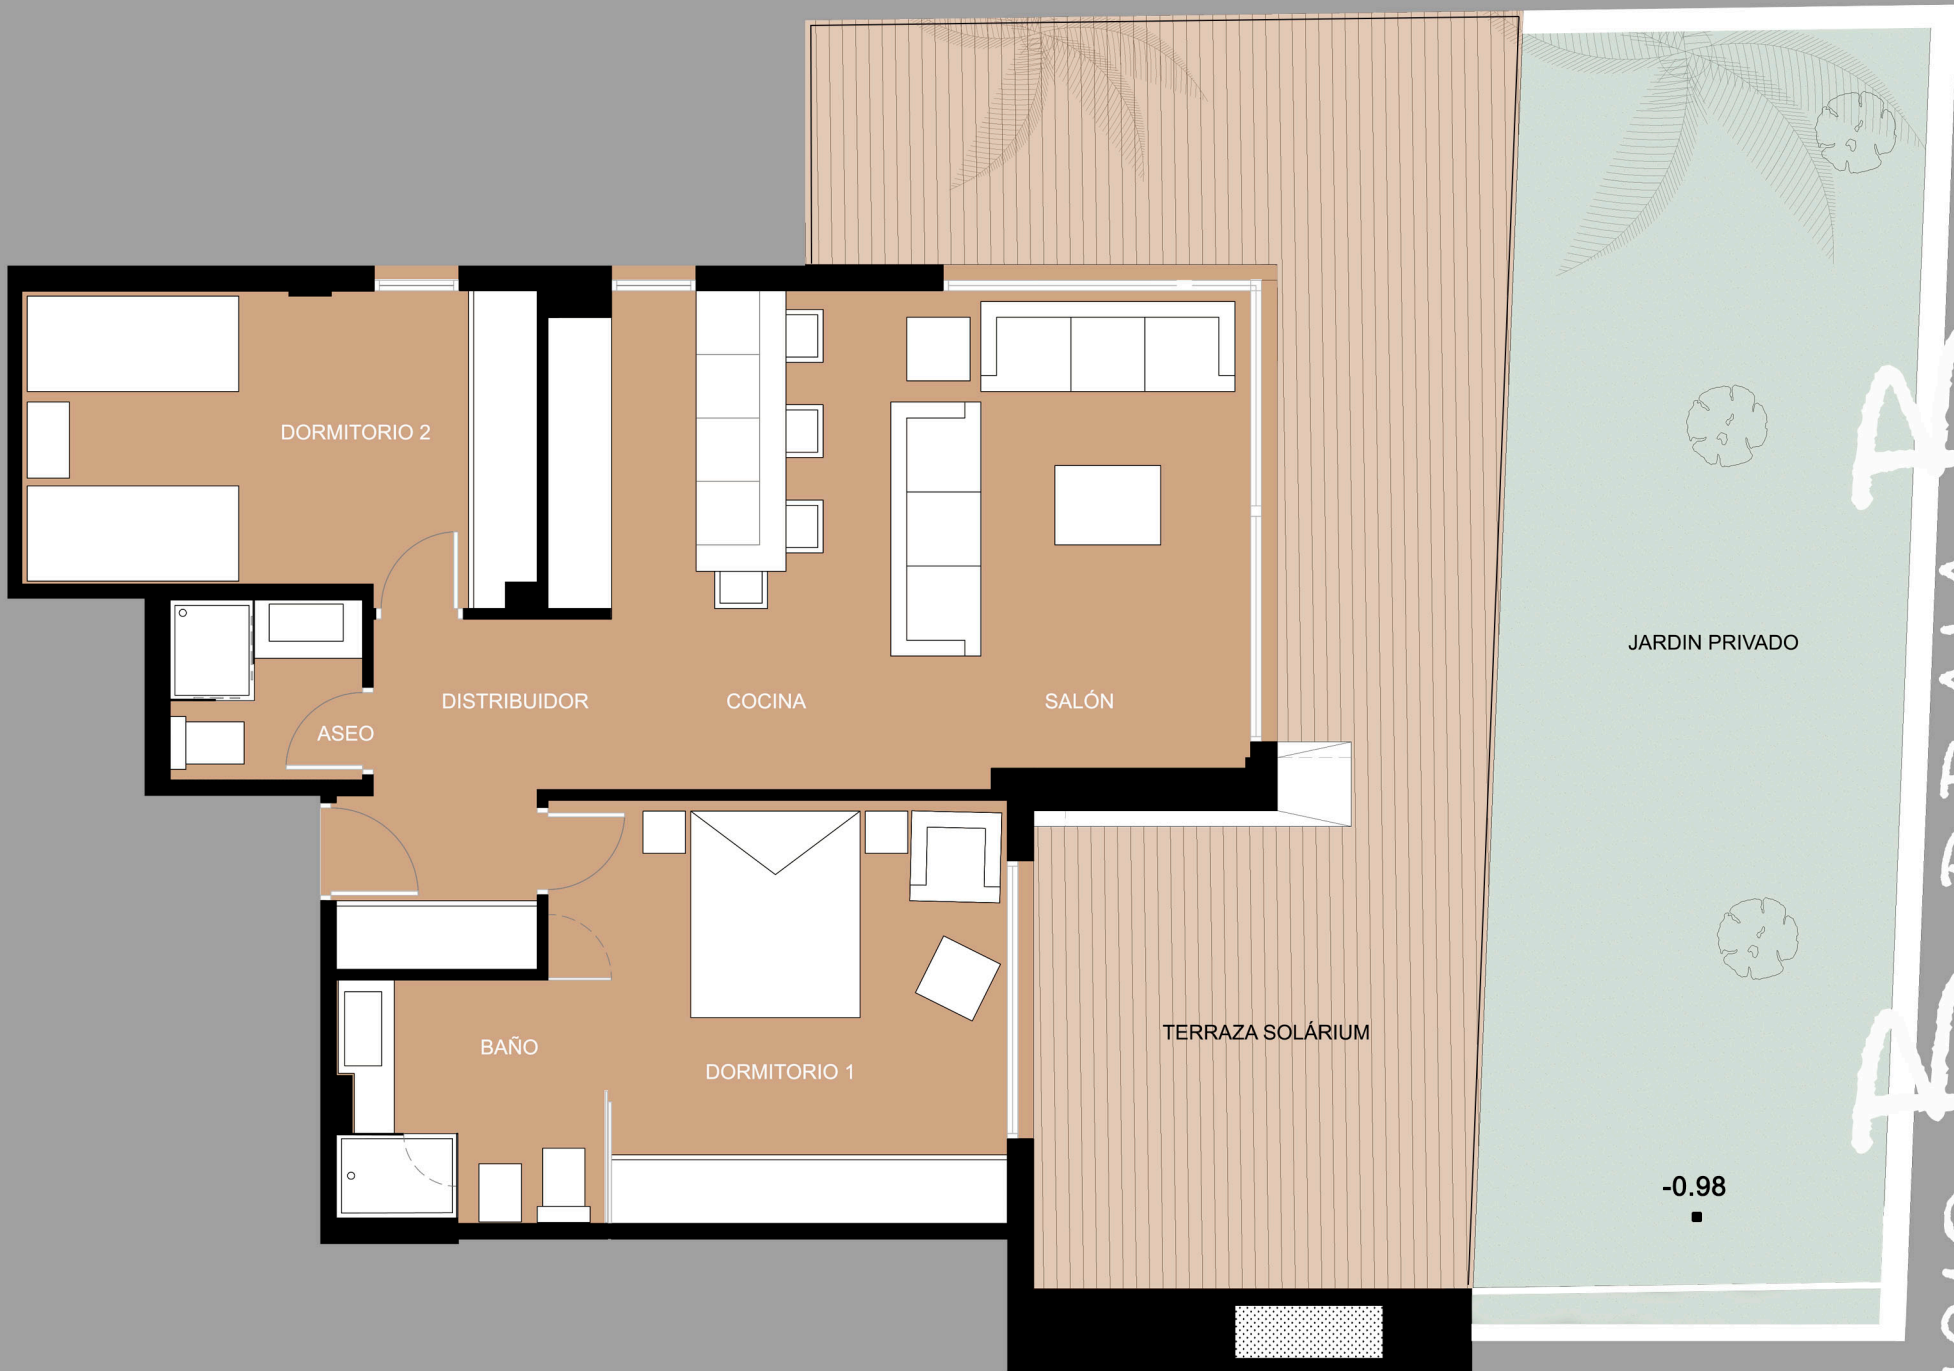 DORMITORIO 2
JARDIN PRIVADO
DISTRIBUIDOR
COCINA
SALÓN
ASEO
TERRAZA SOLÁRIUM
BAÑO
DORMITORIO 1
-0.98